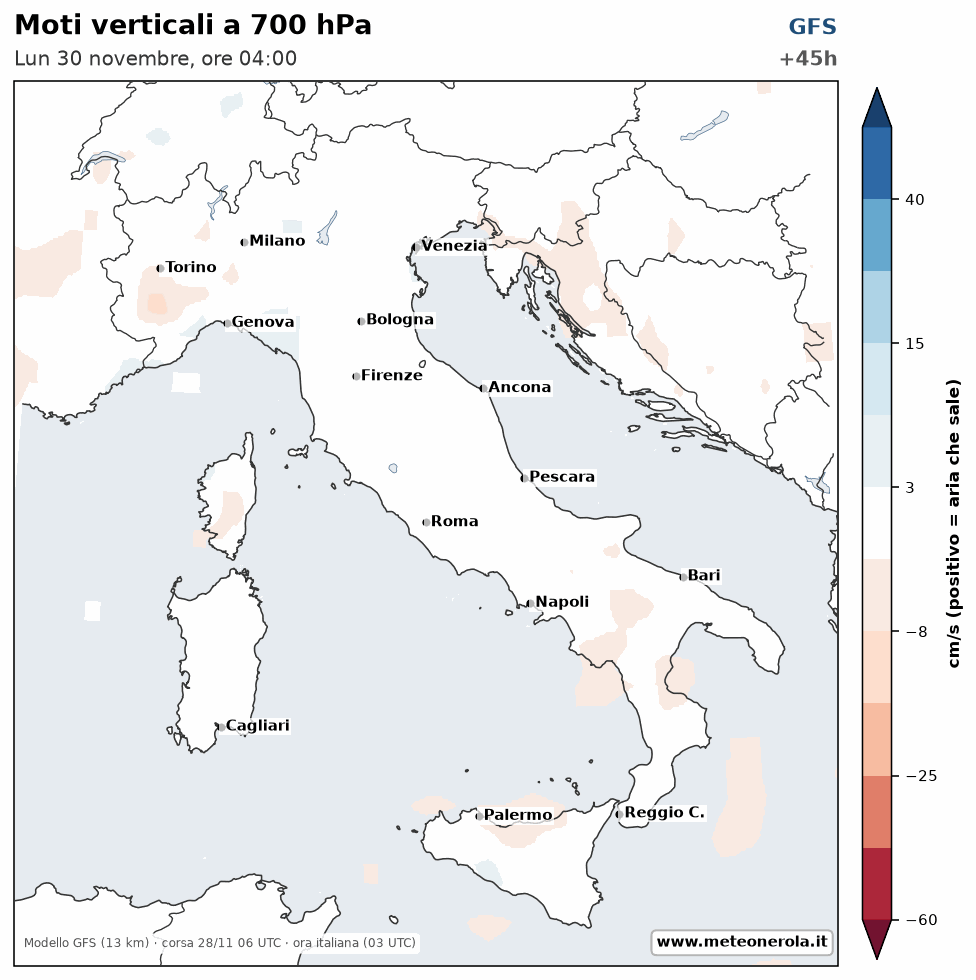 Moti verticali a 700 hPa
GFS
Lun 30 novembre, ore 04:00
+45h
Milano
Venezia
Torino
Genova
Bologna
Firenze
Ancona
Pescara
Roma
Bari
Napoli
Cagliari
Palermo
Reggio C.
40
15
3
−8
−25
−60
cm/s (positivo = aria che sale)
Modello GFS (13 km) · corsa 28/11 06 UTC · ora italiana (03 UTC)
www.meteonerola.it